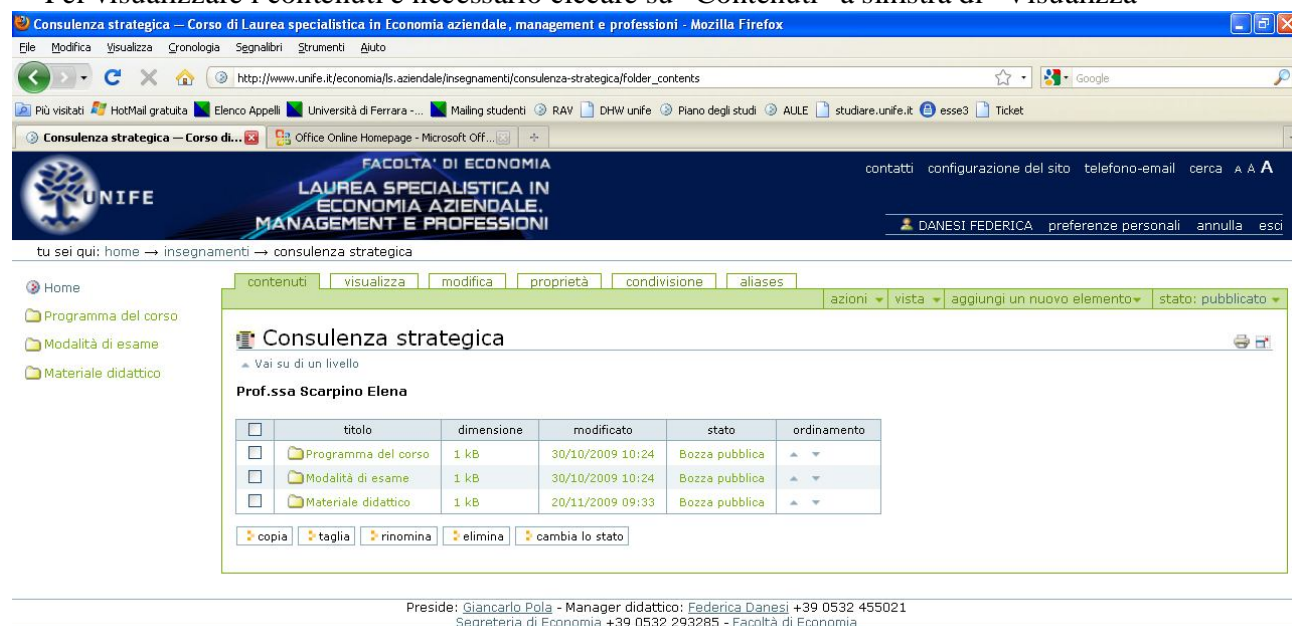 Per visualizzare i contenuti è necessario cliccare su "Contenuti" a sinistra di "Visualizza"
Consulenza strategica — Corso di Laurea specialistica in Economia aziendale, management e professioni - Mozilla Firefox
File Modifica Visualizza Cronologia Segnalibri Strumenti Aiuto
http://www.unife.it/economia/ls.aziendale/insegnamenti/consulenza-strategica/folder_contents
Google
Più visitati HotMail gratuita Elenco Appelli Università di Ferrara -... Mailing studenti RAV DHW unife Piano degli studi AULE studiare.unife.it esse3 Ticket
Consulenza strategica — Corso di... Office Online Homepage - Microsoft Off...
UNIFE
FACOLTA' DI ECONOMIA
LAUREA SPECIALISTICA IN
ECONOMIA AZIENDALE,
MANAGEMENT E PROFESSIONI
contatti configurazione del sito telefono-email cerca A A A
DANESI FEDERICA preferenze personali annulla esci
tu sei qui: home → insegnamenti → consulenza strategica
Home
Programma del corso
Modalità di esame
Materiale didattico
contenuti visualizza modifica proprietà condivisione aliases
azioni vista aggiungi un nuovo elemento stato: pubblicato
Consulenza strategica
Vai su di un livello
Prof.ssa Scarpino Elena
titolo dimensione modificato stato ordinamento
Programma del corso 1 kB 30/10/2009 10:24 Bozza pubblica
Modalità di esame 1 kB 30/10/2009 10:24 Bozza pubblica
Materiale didattico 1 kB 20/11/2009 09:33 Bozza pubblica
copia taglia rinomina elimina cambia lo stato
Preside: Giancarlo Pola - Manager didattico: Federica Danesi +39 0532 455021
Segreteria di Economia +39 0532 293285 - Facoltà di Economia